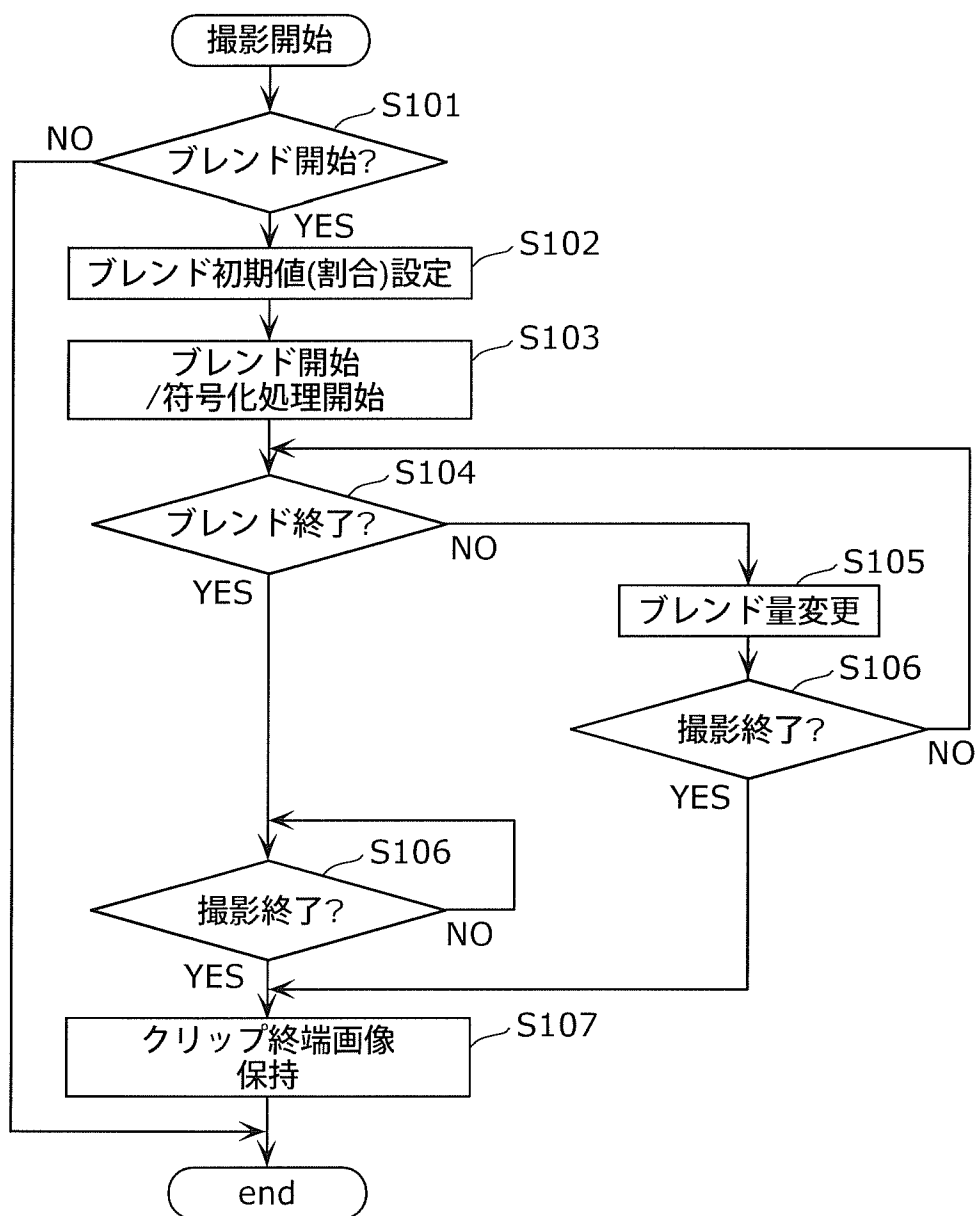 撮影開始
S101
NO
ブレンド開始?
YES
S102
ブレンド初期値(割合)設定
S103
ブレンド開始
/符号化処理開始
S104
ブレンド終了?
NO
YES
S105
ブレンド量変更
S106
撮影終了?
NO
YES
S106
撮影終了?
NO
YES
S107
クリップ終端画像
保持
end